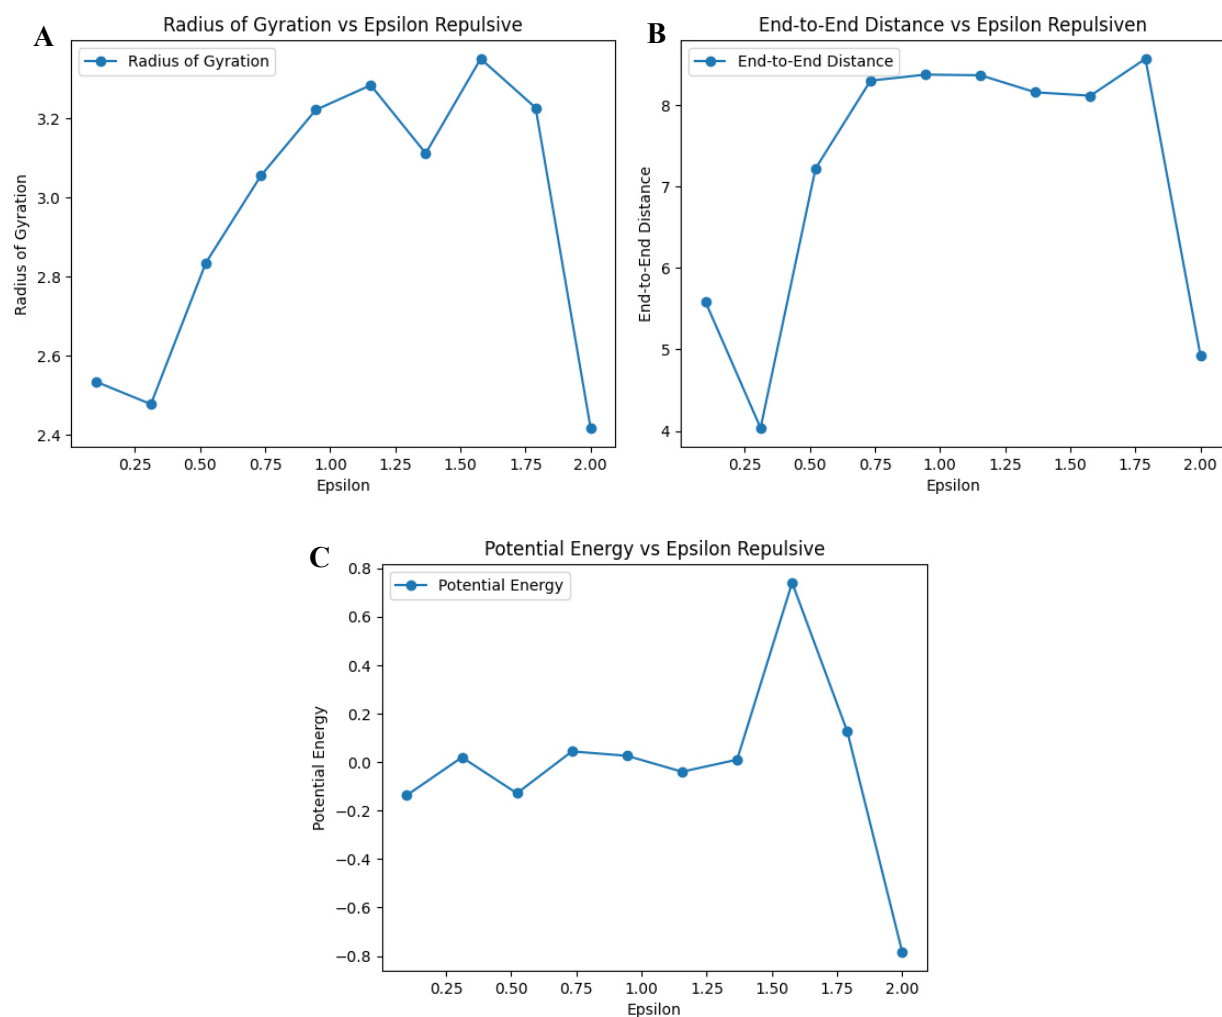 A
Radius of Gyration vs Epsilon Repulsive
Radius of Gyration
Radius of Gyration
3.2
3.0
2.8
2.6
2.4
0.25 0.50 0.75 1.00 1.25 1.50 1.75 2.00
Epsilon
B
End-to-End Distance vs Epsilon Repulsiven
End-to-End Distance
End-to-End Distance
8
7
6
5
4
0.25 0.50 0.75 1.00 1.25 1.50 1.75 2.00
Epsilon
C
Potential Energy vs Epsilon Repulsive
Potential Energy
Potential Energy
0.8
0.6
0.4
0.2
0.0
−0.2
−0.4
−0.6
−0.8
0.25 0.50 0.75 1.00 1.25 1.50 1.75 2.00
Epsilon